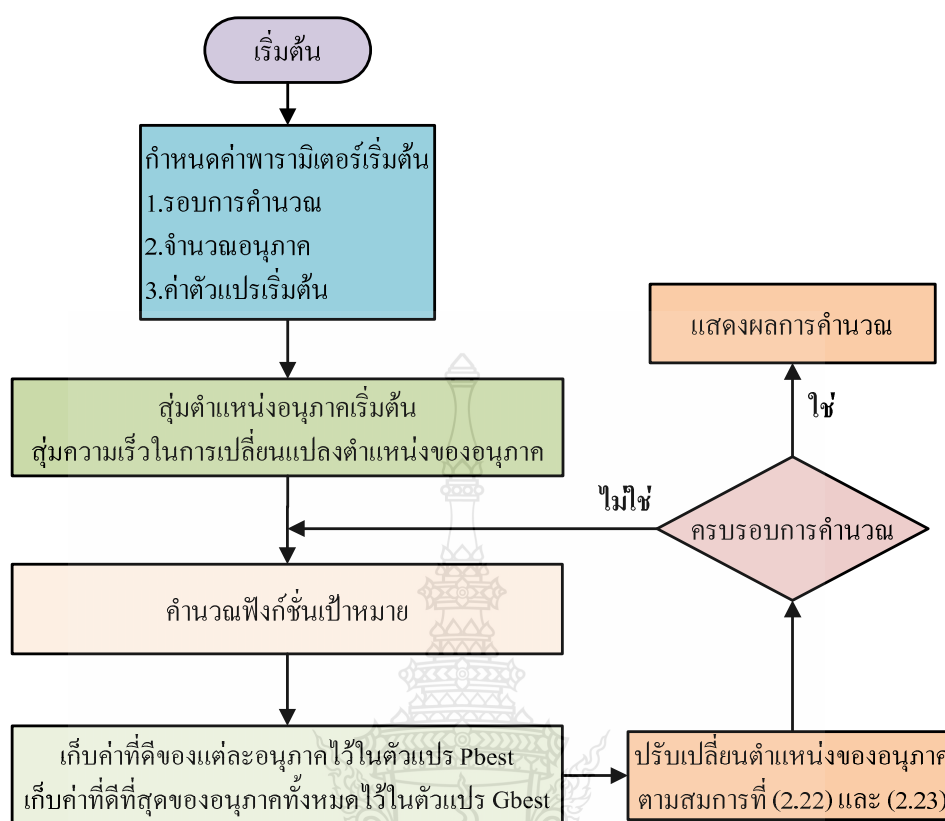 เริ่มต้น
กำหนดค่าพารามิเตอร์เริ่มต้น
1.รอบการคำนวณ
2.จำนวณอนุภาค
3.ค่าตัวแปรเริ่มต้น
สุ่มตำแหน่งอนุภาคเริ่มต้น
สุ่มความเร็วในการเปลี่ยนแปลงตำแหน่งของอนุภาค
คำนวณฟังก์ชั่นเป้าหมาย
เก็บค่าที่ดีของแต่ละอนุภาคไว้ในตัวแปร Pbest
เก็บค่าที่ดีที่สุดของอนุภาคทั้งหมดไว้ในตัวแปร Gbest
ปรับเปลี่ยนตำแหน่งของอนุภาค
ตามสมการที่ (2.22) และ (2.23)
ครบรอบการคำนวณ
ไม่ใช่
ใช่
แสดงผลการคำนวณ